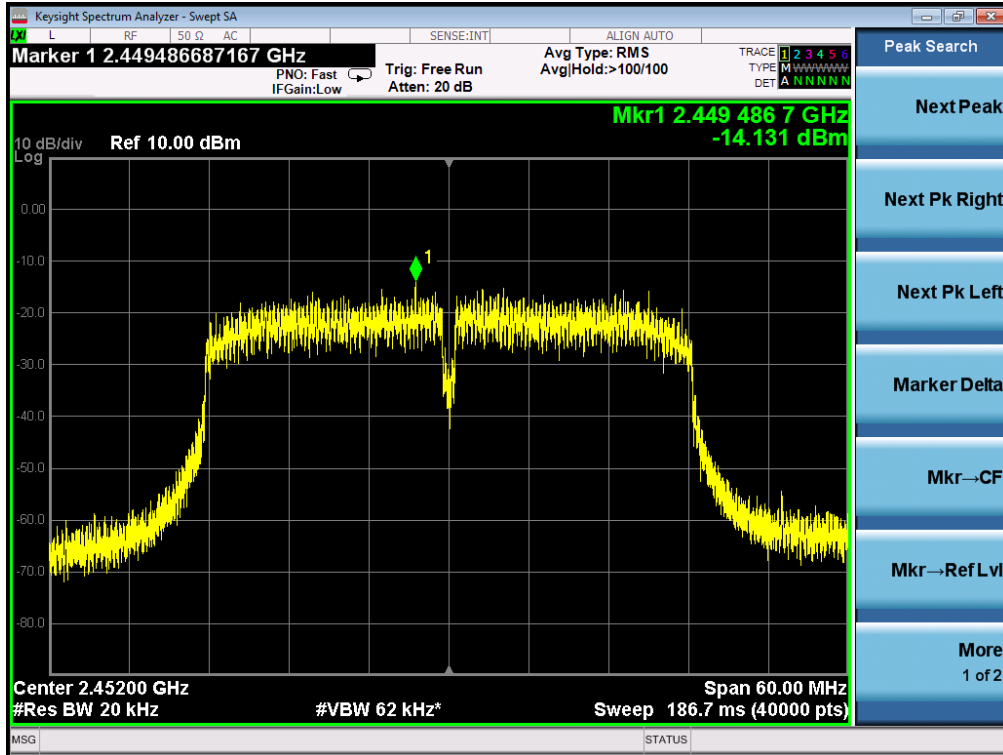 Keysight Spectrum Analyzer - Swept SA
LXI L RF 50 Ω AC SENSE:INT ALIGN AUTO
Marker 1 2.449486687167 GHz
PNO: Fast
IFGain:Low
Trig: Free Run
Atten: 20 dB
Avg Type: RMS
Avg|Hold:>100/100
TRACE 1 2 3 4 5 6
TYPE M WWWWW
DET A N N N N N
Mkr1 2.449 486 7 GHz
-14.131 dBm
10 dB/div Ref 10.00 dBm
Log
0.00
-10.0
-20.0
-30.0
-40.0
-50.0
-60.0
-70.0
-80.0
1
Center 2.45200 GHz Span 60.00 MHz
#Res BW 20 kHz #VBW 62 kHz* Sweep 186.7 ms (40000 pts)
MSG STATUS
Peak Search
Next Peak
Next Pk Right
Next Pk Left
Marker Delta
Mkr→CF
Mkr→Ref Lvl
More
1 of 2